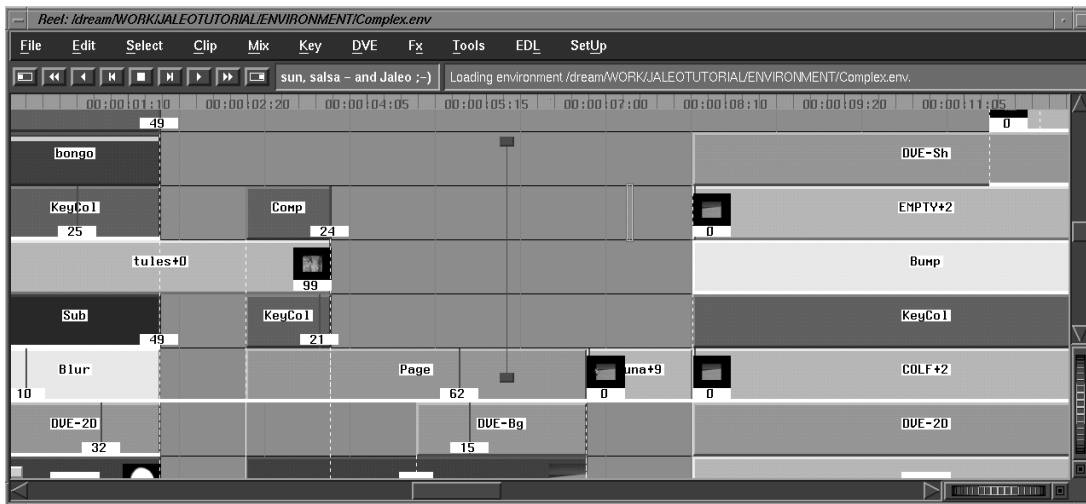 Reel: /dream/WORK/JALEOTUTORIAL/ENVIRONMENT/Complex.env
File Edit Select Clip Mix Key DVE Fx Tools EDL SetUp
sun, salsa – and Jaleo ;-) Loading environment /dream/WORK/JALEOTUTORIAL/ENVIRONMENT/Complex.env.
00:00:01:10 00:00:02:20 00:00:04:05 00:00:05:15 00:00:07:00 00:00:08:10 00:00:09:20 00:00:11:05
49 0
bongo DVE-Sh
KeyCol Comp EMPTY+2
25 24 0
tules+0 Bump
99
Sub KeyCol KeyCol
49 21
Blur Page una+9 COLF+2
10 62 0 0
DVE-2D DVE-Bg DVE-2D
32 15